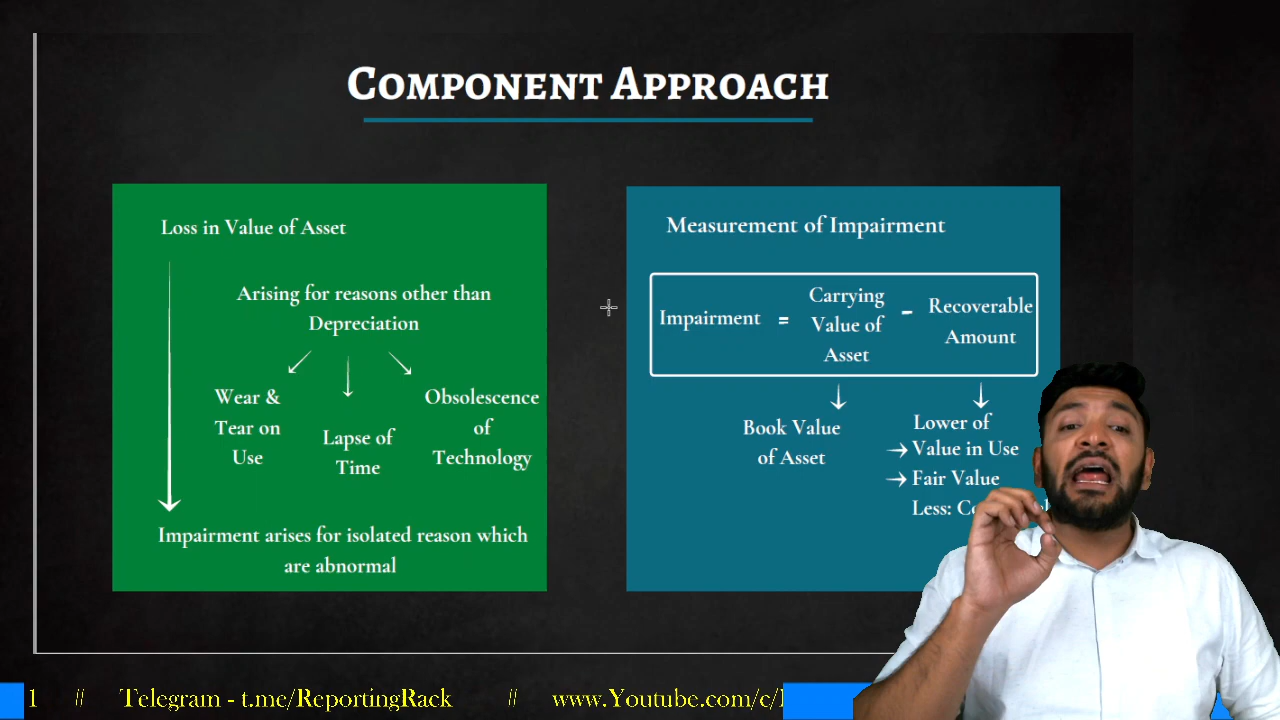 COMPONENT APPROACH
Loss in Value of Asset
Arising for reasons other than
Depreciation
Wear &
Tear on
Use
Lapse of
Time
Obsolescence
of
Technology
Impairment arises for isolated reason which
are abnormal
Measurement of Impairment
Impairment
=
Carrying
Value of
Asset
-
Recoverable
Amount
Book Value
of Asset
Lower of
Value in Use
Fair Value
Less:
1 // Telegram - t.me/ReportingRack // www.Youtube.com/c/